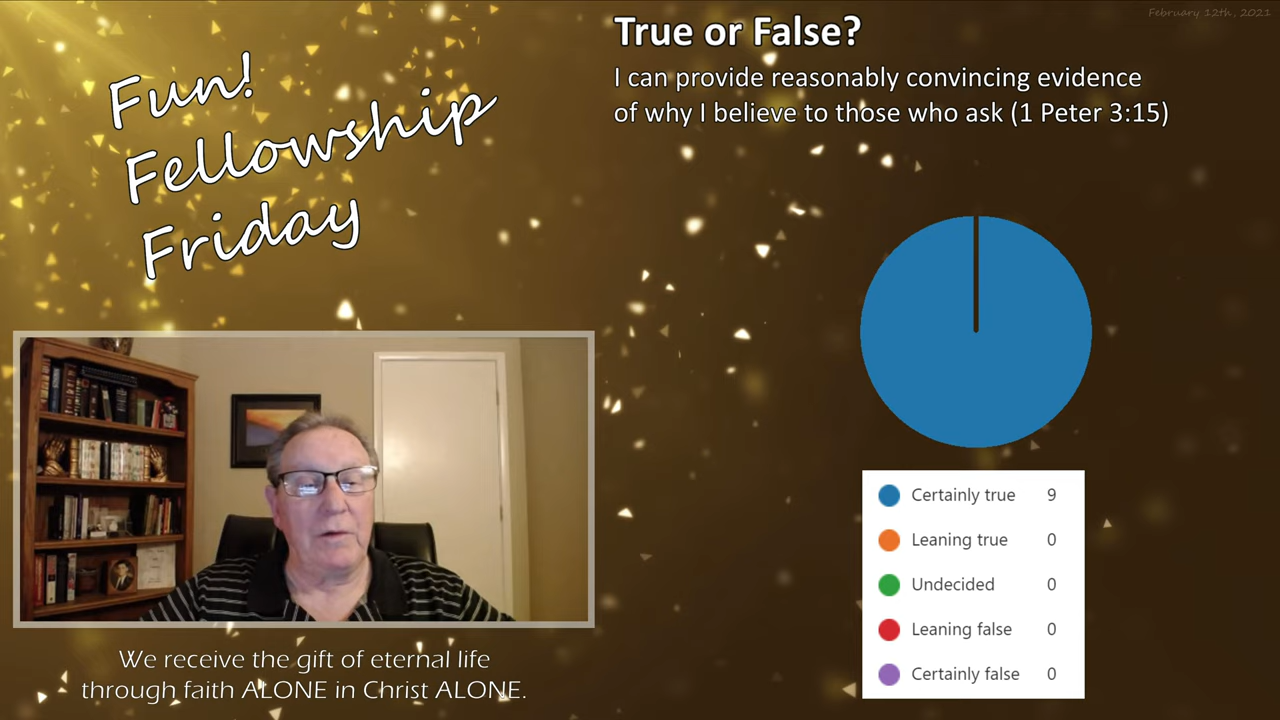 February 12th, 2021
Fun!
Fellowship
Friday
True or False?
I can provide reasonably convincing evidence
of why I believe to those who ask (1 Peter 3:15)
Certainly true 9
Leaning true 0
Undecided 0
Leaning false 0
Certainly false 0
We receive the gift of eternal life
through faith ALONE in Christ ALONE.